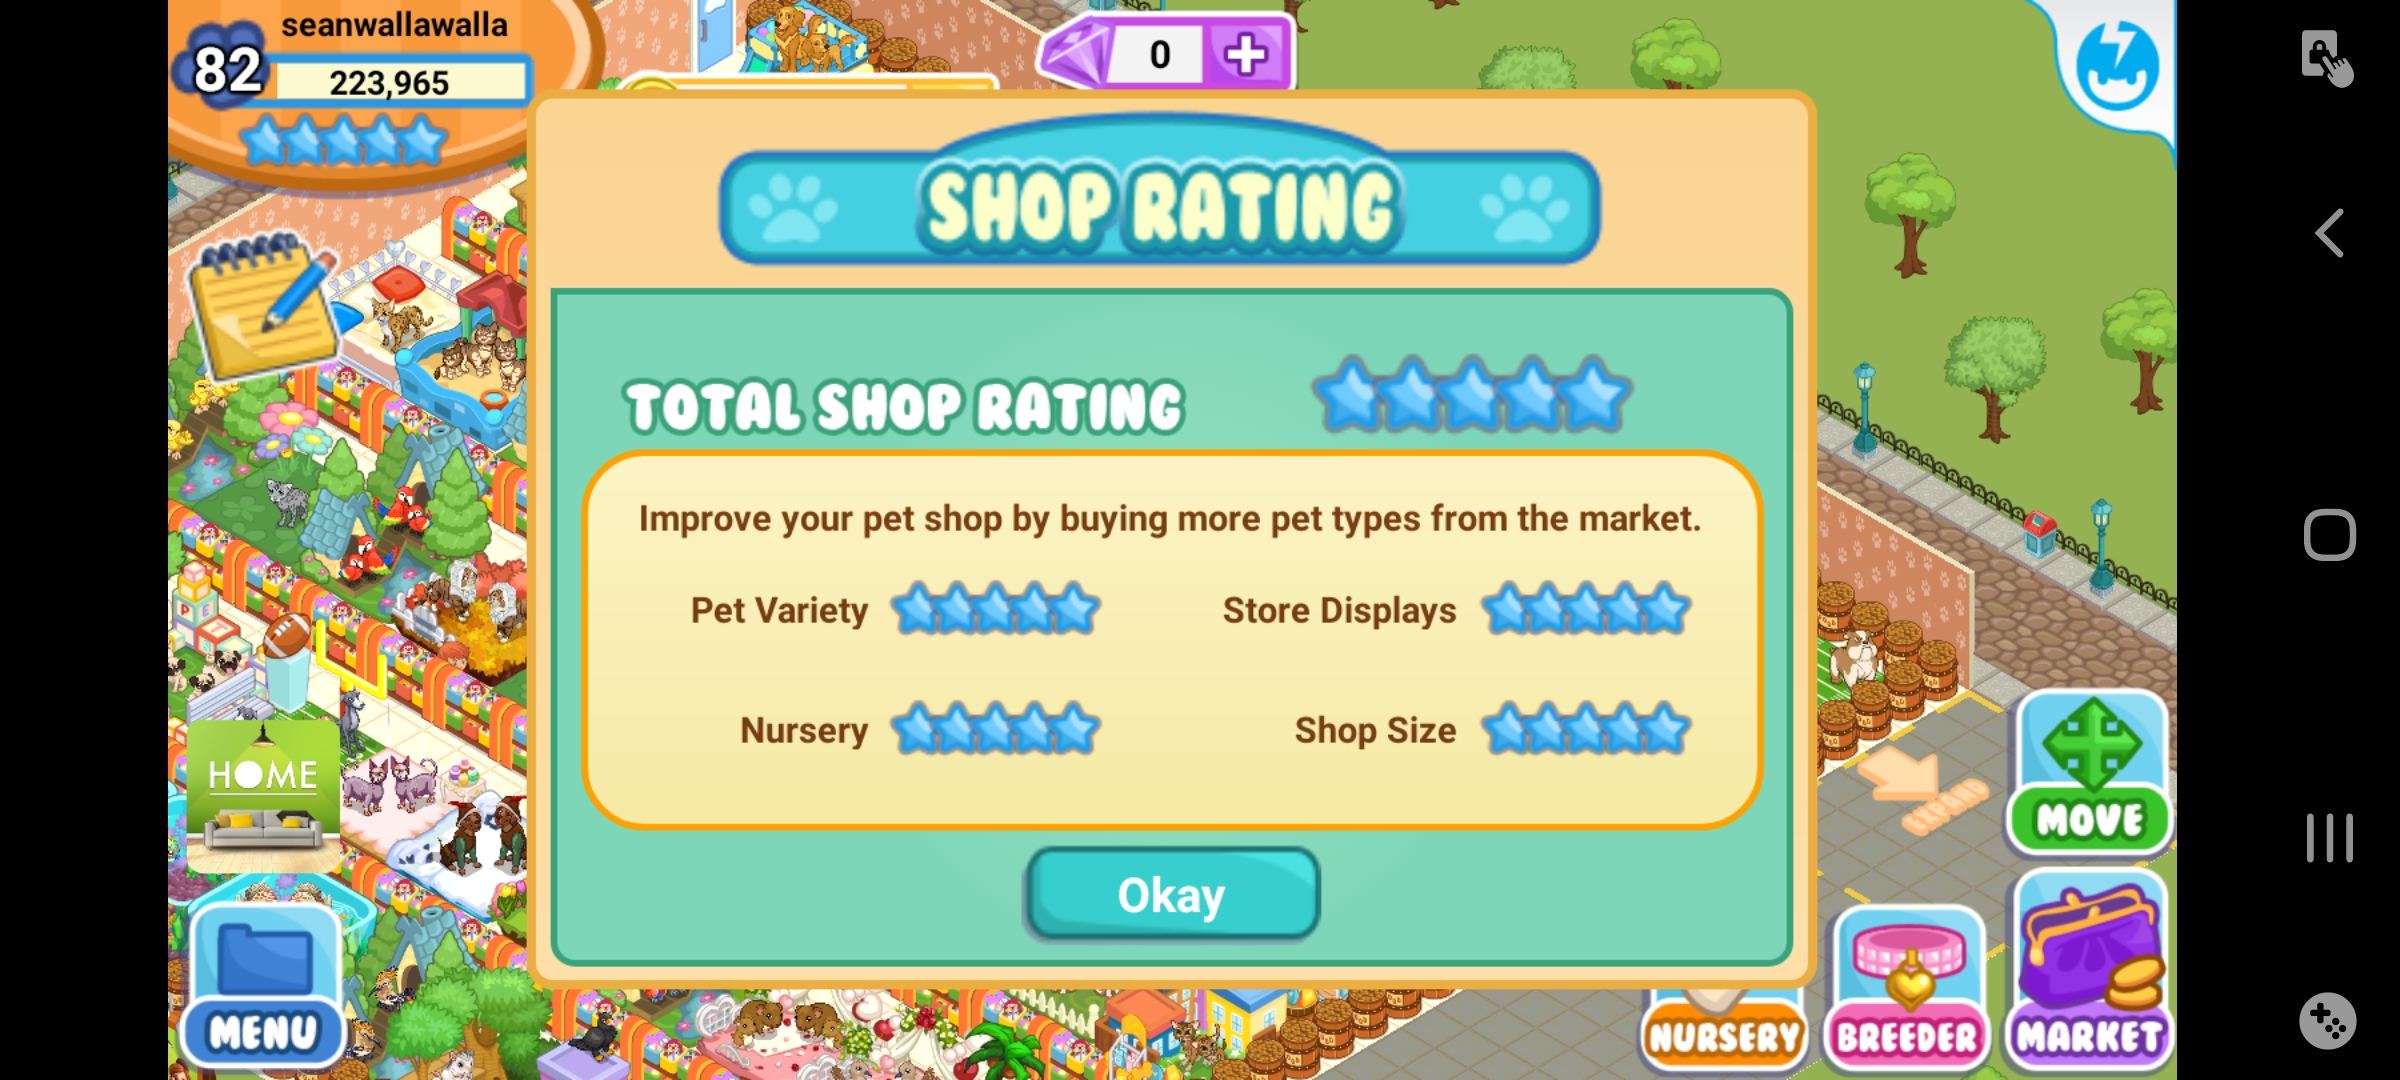 seanwallawalla
82
223,965
0
SHOP RATING
TOTAL SHOP RATING
Improve your pet shop by buying more pet types from the market.
Pet Variety
Store Displays
Nursery
Shop Size
Okay
HOME
EXPAND
MOVE
MENU
NURSERY
BREEDER
MARKET